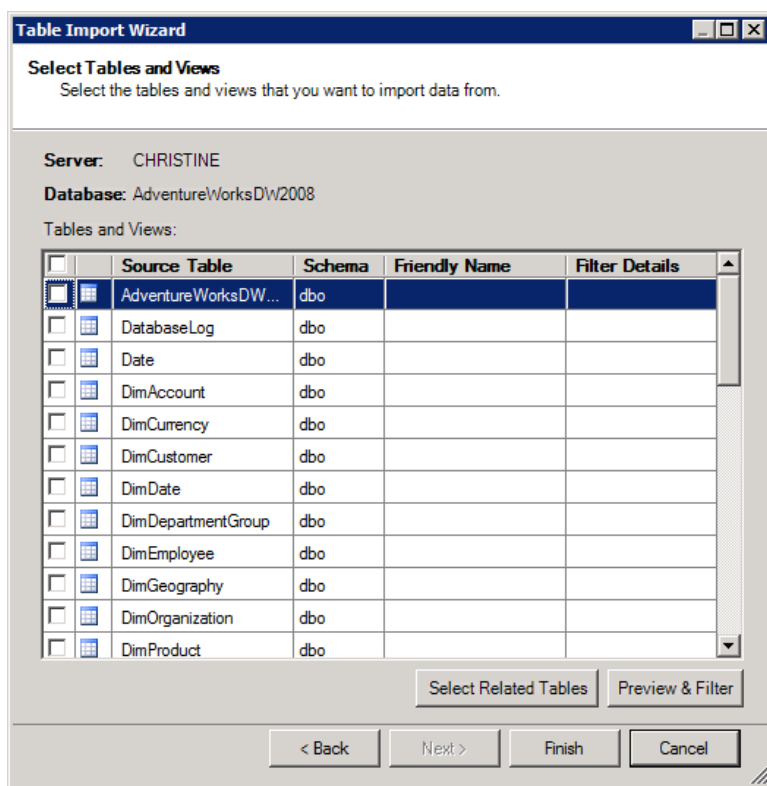 Table Import Wizard
Select Tables and Views
Select the tables and views that you want to import data from.
Server: CHRISTINE
Database: AdventureWorksDW2008
Tables and Views:
Source Table Schema Friendly Name Filter Details
AdventureWorksDW... dbo
DatabaseLog dbo
Date dbo
DimAccount dbo
DimCurrency dbo
DimCustomer dbo
DimDate dbo
DimDepartmentGroup dbo
DimEmployee dbo
DimGeography dbo
DimOrganization dbo
DimProduct dbo
Select Related Tables Preview & Filter
< Back Next > Finish Cancel